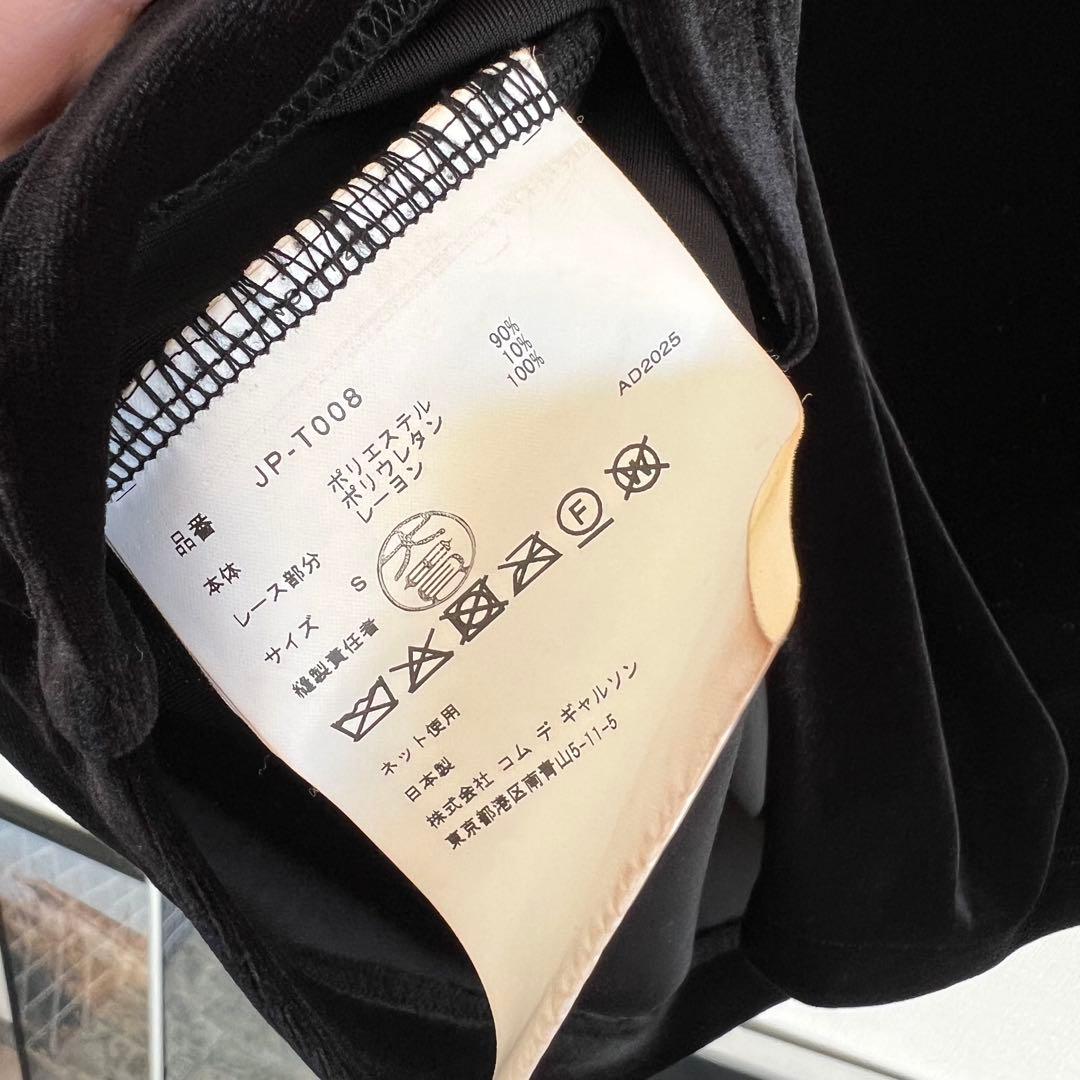 品番 JP-T008
本体 ポリエステル 90%
ポリウレタン 10%
レース部分 レーヨン 100%
サイズ S AD2025
縫製責任者
F
W
ネット使用
日本製
株式会社 コム デ ギャルソン
東京都港区南青山5-11-5